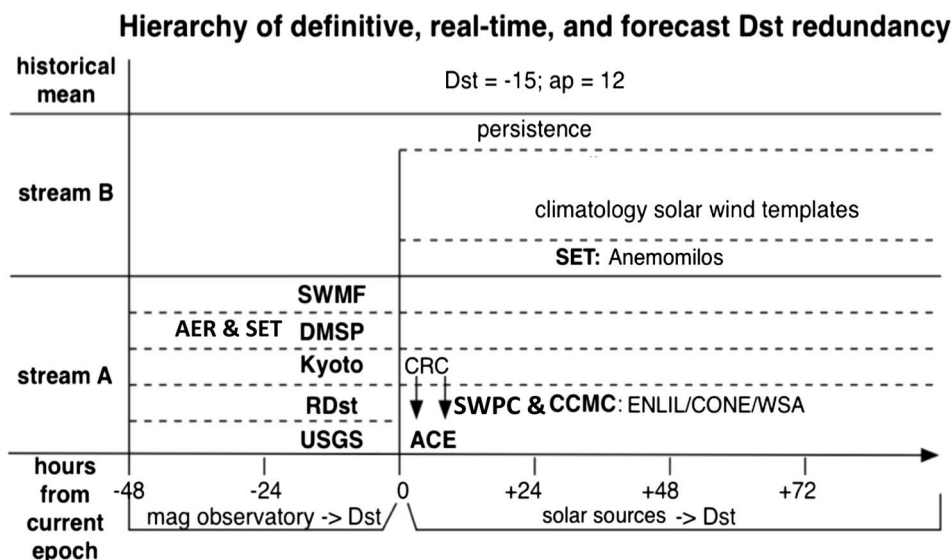 Hierarchy of definitive, real-time, and forecast Dst redundancy
historical
mean
Dst = -15; ap = 12
persistence
stream B
climatology solar wind templates
SET: Anemomilos
stream A
SWMF
AER & SET DMSP
Kyoto CRC
RDst SWPC & CCMC: ENLIL/CONE/WSA
USGS ACE
hours
from
current
epoch
-48 -24 0 +24 +48 +72
mag observatory -> Dst solar sources -> Dst